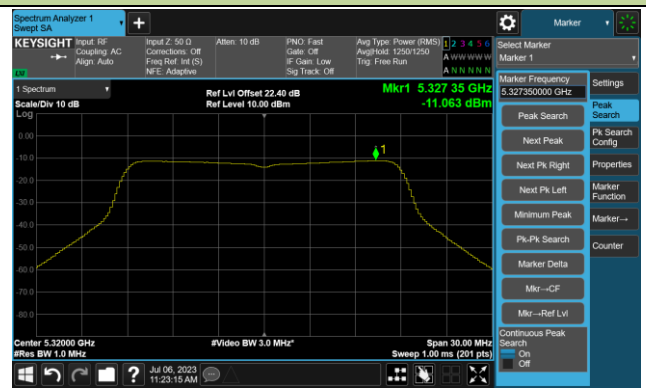 Spectrum Analyzer 1
Swept SA
+
Marker
KEYSIGHT
Input: RF
Coupling: AC
Align: Auto
Input Z: 50 Ω
Corrections: Off
Freq Ref: Int (S)
NFE: Adaptive
Atten: 10 dB
PNO: Fast
Gate: Off
IF Gain: Low
Sig Track: Off
Avg Type: Power (RMS)
Avg|Hold: 1250/1250
Trig: Free Run
1 2 3 4 5 6
A W W W W W
A N N N N N
Select Marker
Marker 1
LW
1 Spectrum
Scale/Div 10 dB
Ref Lvl Offset 22.40 dB
Ref Level 10.00 dBm
Mkr1 5.327 35 GHz
-11.063 dBm
Log
0.00
-10.0
-20.0
-30.0
-40.0
-50.0
-60.0
-70.0
-80.0
1
Center 5.32000 GHz
#Res BW 1.0 MHz
#Video BW 3.0 MHz*
Span 30.00 MHz
Sweep 1.00 ms (201 pts)
Marker Frequency
5.327350000 GHz
Peak Search
Next Peak
Next Pk Right
Next Pk Left
Minimum Peak
Pk-Pk Search
Marker Delta
Mkr→CF
Mkr→Ref Lvl
Continuous Peak
Search
On
Off
Settings
Peak
Search
Pk Search
Config
Properties
Marker
Function
Marker→
Counter
?
Jul 06, 2023
11:23:15 AM